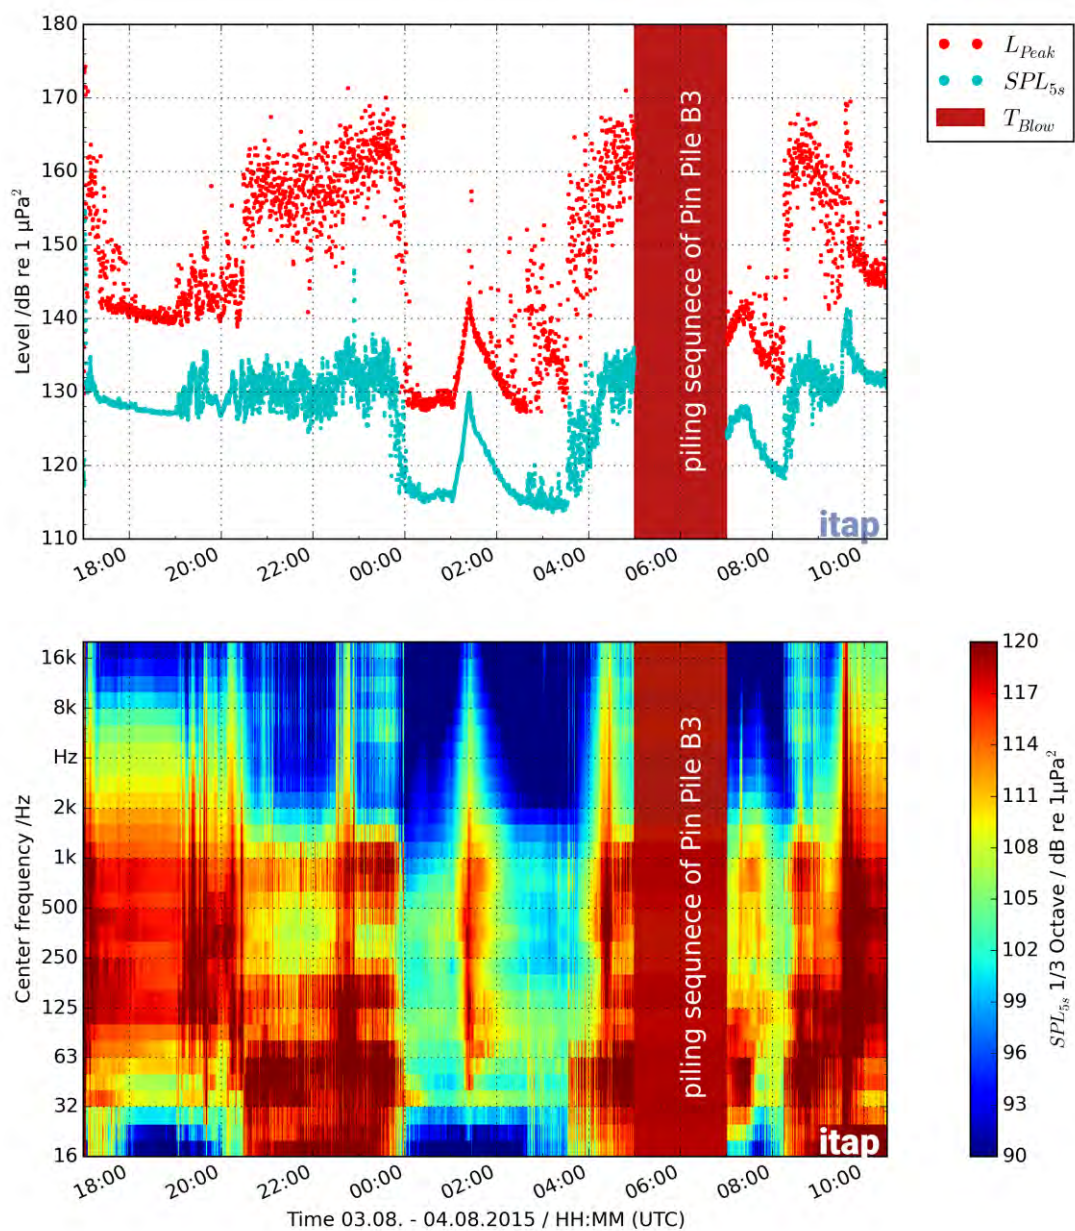 180
170
160
150
140
130
120
110
Level /dB re 1 µPa²
18:00
20:00
22:00
00:00
02:00
04:00
06:00
08:00
10:00
piling sequnece of Pin Pile B3
itap
L_Peak
SPL_5s
T_Blow
16k
8k
Hz
2k
1k
500
250
125
63
32
16
Center frequency /Hz
18:00
20:00
22:00
00:00
02:00
04:00
06:00
08:00
10:00
piling sequnece of Pin Pile B3
itap
Time 03.08. - 04.08.2015 / HH:MM (UTC)
120
117
114
111
108
105
102
99
96
93
90
SPL_5s 1/3 Octave / dB re 1µPa²